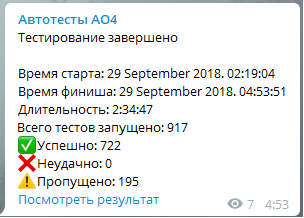 Автотесты АО4
Тестирование завершено
Время старта: 29 September 2018. 02:19:04
Время финиша: 29 September 2018. 04:53:51
Длительность: 2:34:47
Всего тестов запущено: 917
✅Успешно: 722
❌Неудачно: 0
⚠️Пропущено: 195
Посмотреть результат
7 4:53